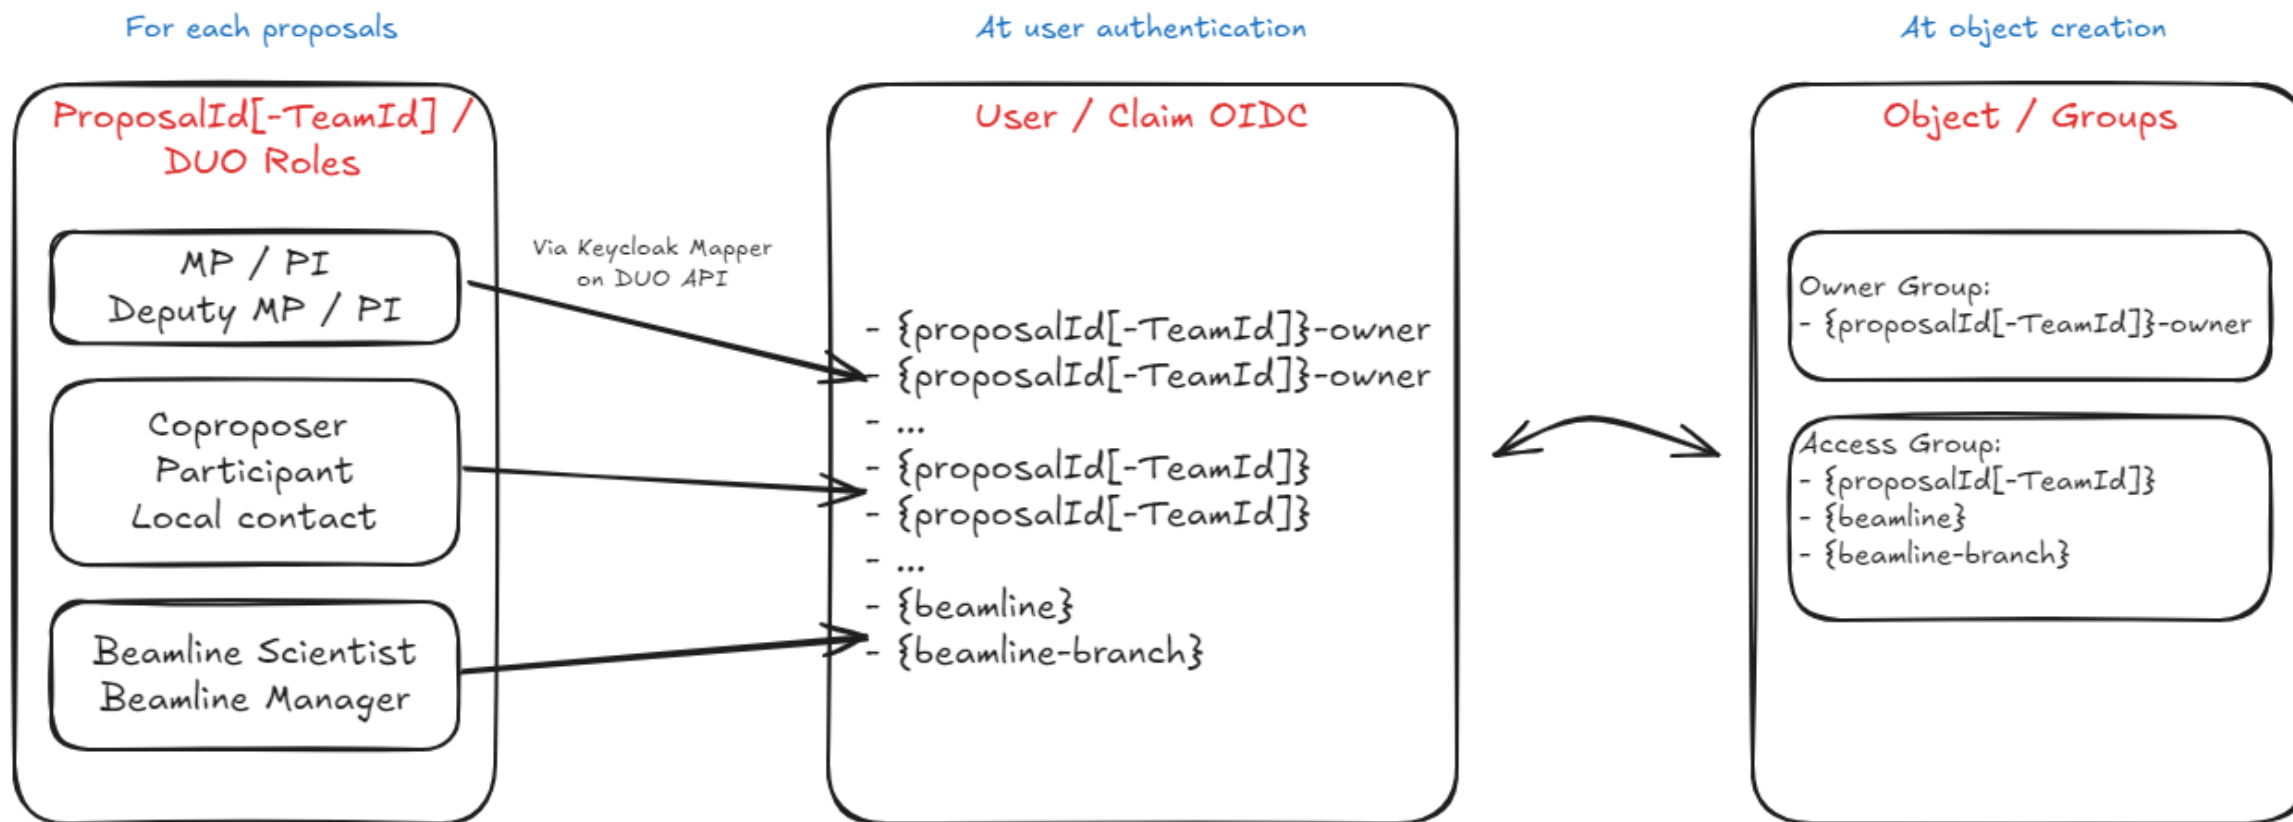 For each proposals
ProposalId[-TeamId] /
DUO Roles
MP / PI
Deputy MP / PI
Coproposer
Participant
Local contact
Beamline Scientist
Beamline Manager
Via Keycloak Mapper
on DUO API
At user authentication
User / Claim OIDC
- {proposalId[-TeamId]}-owner
- {proposalId[-TeamId]}-owner
- ...
- {proposalId[-TeamId]}
- {proposalId[-TeamId]}
- ...
- {beamline}
- {beamline-branch}
At object creation
Object / Groups
Owner Group:
- {proposalId[-TeamId]}-owner
Access Group:
- {proposalId[-TeamId]}
- {beamline}
- {beamline-branch}